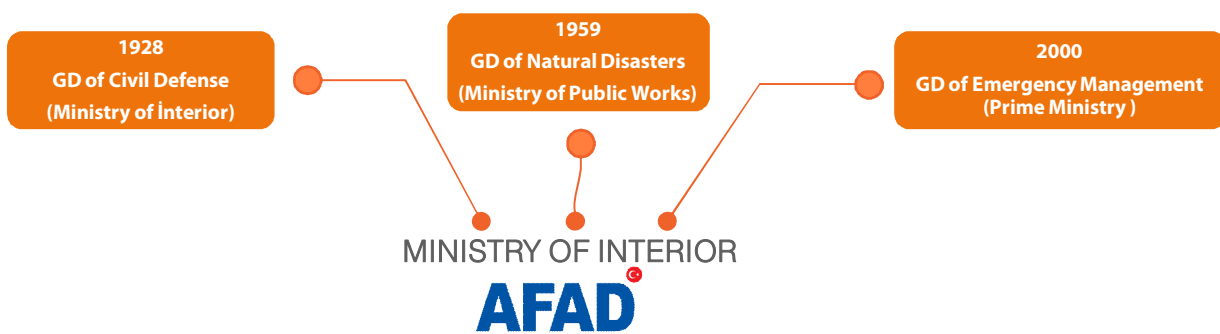 1928
GD of Civil Defense
(Ministry of İnterior)
1959
GD of Natural Disasters
(Ministry of Public Works)
2000
GD of Emergency Management
(Prime Ministry )
MINISTRY OF INTERIOR
AFAD